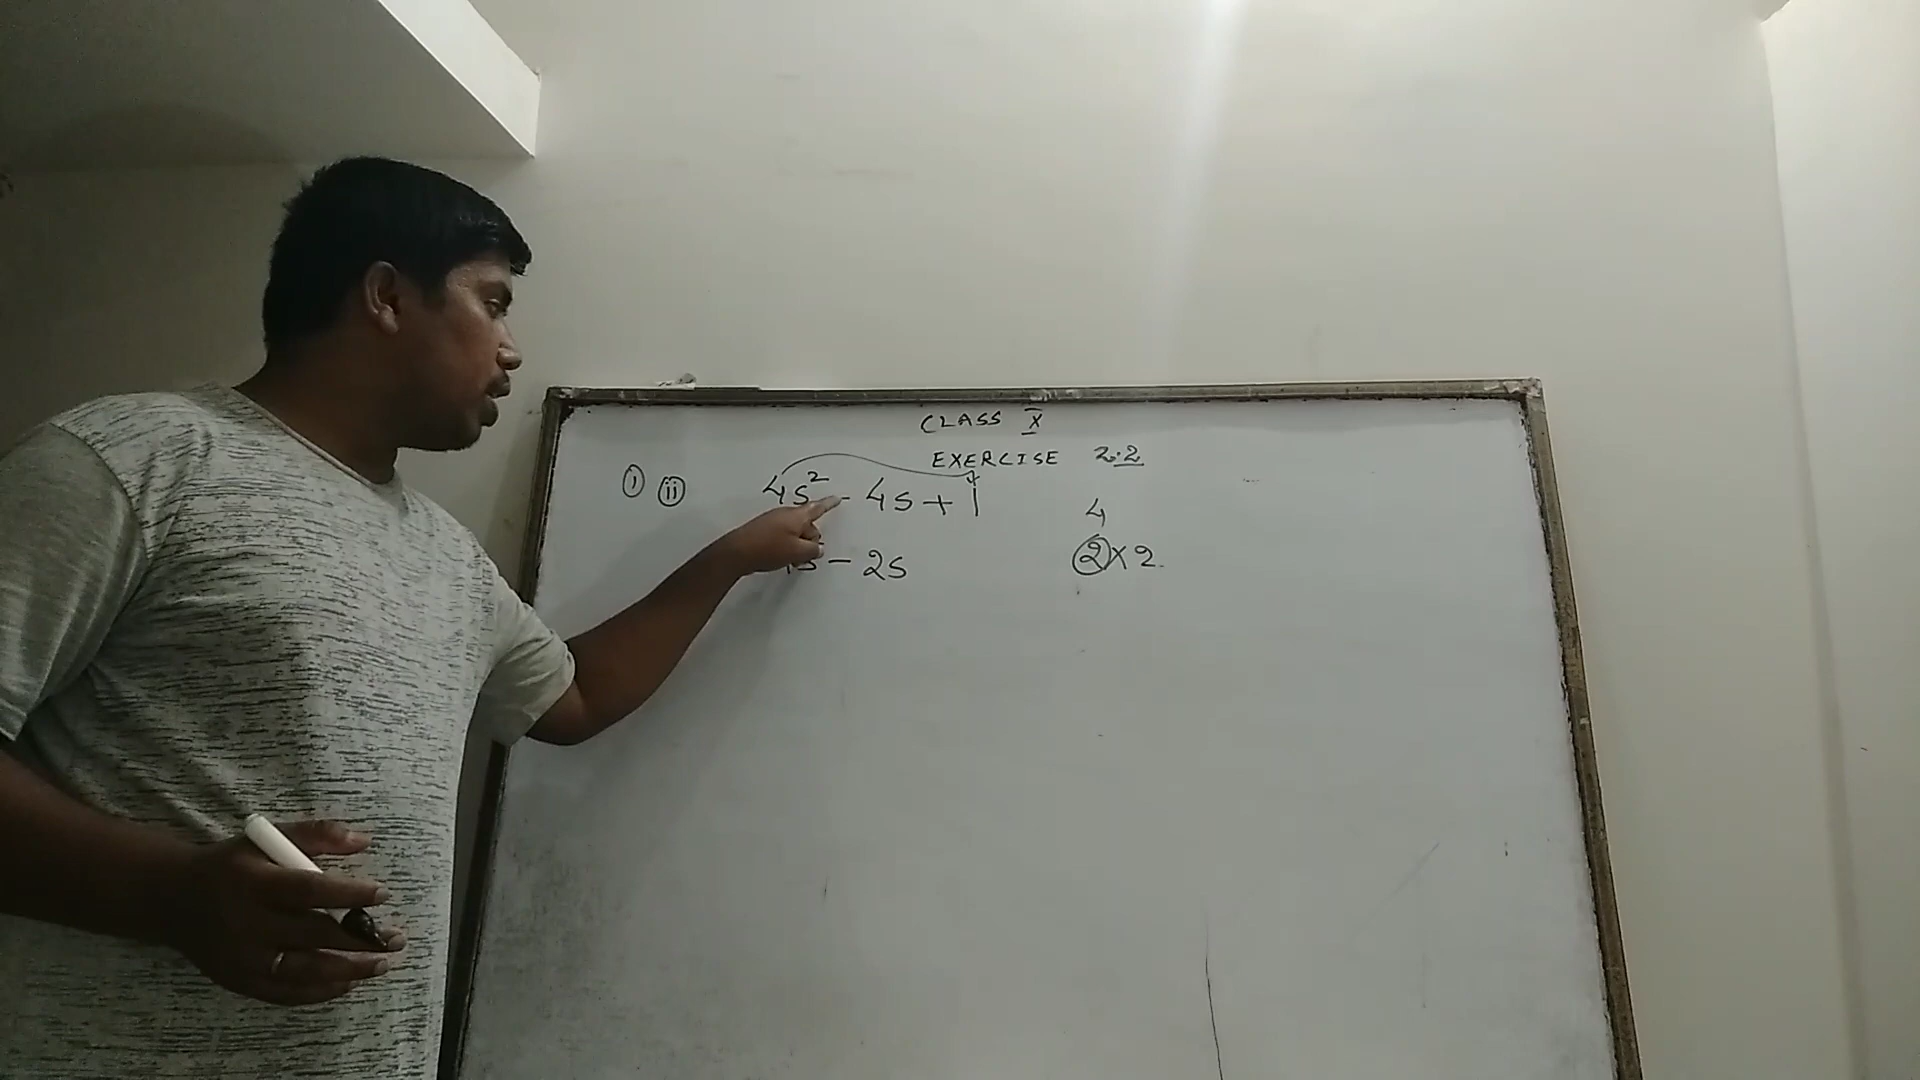 CLASS X
EXERCISE 2.2
① ⓘⓘ 4s² - 4s + 1
4
s - 2s
② x 2